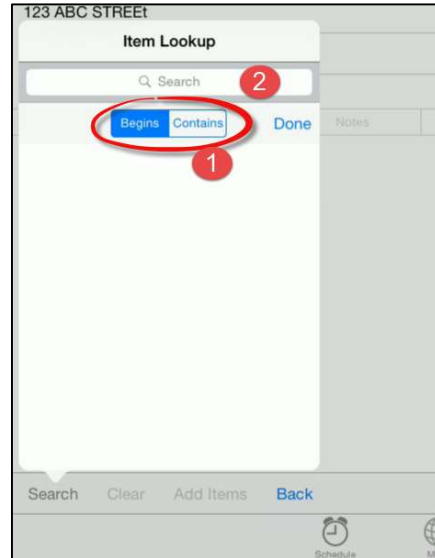 123 ABC STREEt
Item Lookup
Search 2
Begins Contains Done Notes
1
Search Clear Add Items Back
Schedule